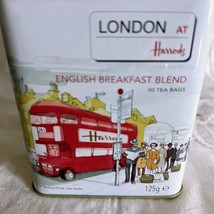 LONDON AT
Harrods
ENGLISH BREAKFAST BLEND
50 TEA BAGS
Harrods
125g e